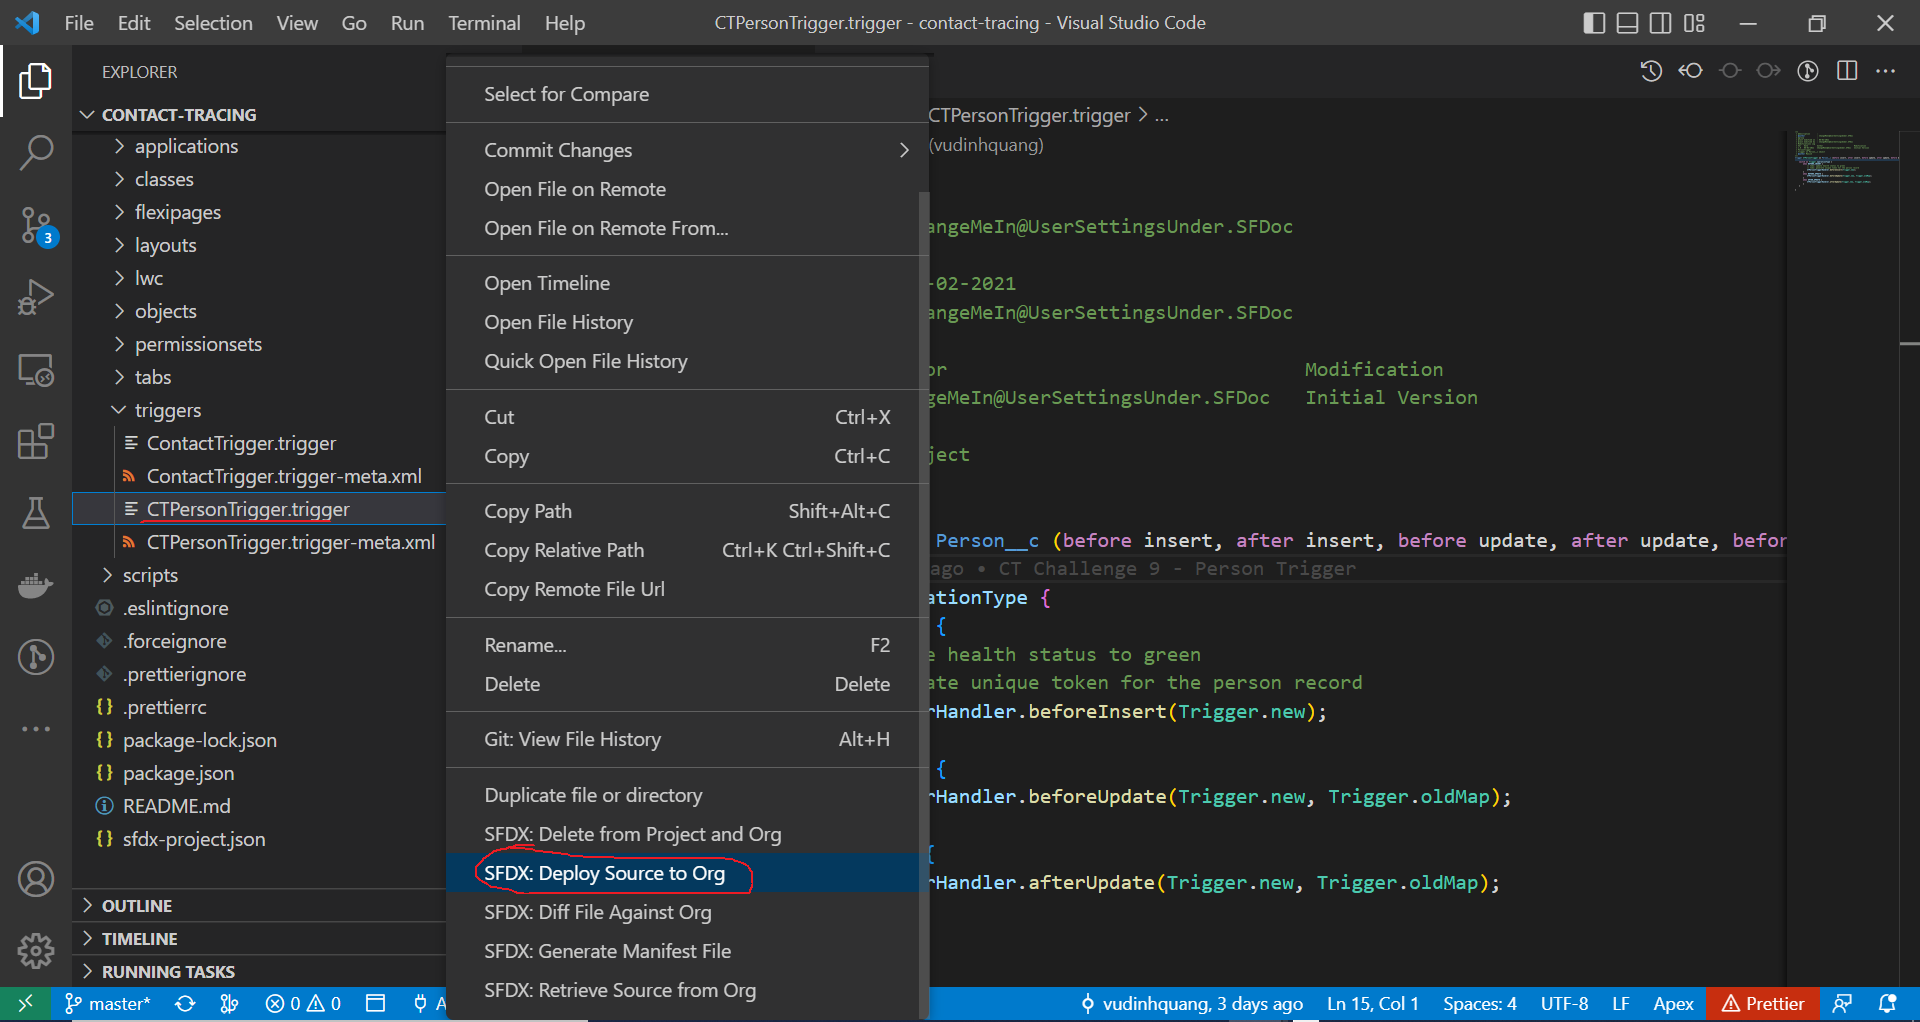 File Edit Selection View Go Run Terminal Help
CTPersonTrigger.trigger - contact-tracing - Visual Studio Code
EXPLORER
CONTACT-TRACING
applications
classes
flexipages
layouts
lwc
objects
permissionsets
tabs
triggers
ContactTrigger.trigger
ContactTrigger.trigger-meta.xml
CTPersonTrigger.trigger
CTPersonTrigger.trigger-meta.xml
scripts
.eslintignore
.forceignore
.prettierignore
.prettierrc
package-lock.json
package.json
README.md
sfdx-project.json
OUTLINE
TIMELINE
RUNNING TASKS
3
Select for Compare
Commit Changes
Open File on Remote
Open File on Remote From...
Open Timeline
Open File History
Quick Open File History
Cut Ctrl+X
Copy Ctrl+C
Copy Path Shift+Alt+C
Copy Relative Path Ctrl+K Ctrl+Shift+C
Copy Remote File Url
Rename... F2
Delete Delete
Git: View File History Alt+H
Duplicate file or directory
SFDX: Delete from Project and Org
SFDX: Deploy Source to Org
SFDX: Diff File Against Org
SFDX: Generate Manifest File
SFDX: Retrieve Source from Org
CTPersonTrigger.trigger > ...
(vudinhquang)
angeMeIn@UserSettingsUnder.SFDoc
-02-2021
angeMeIn@UserSettingsUnder.SFDoc
or Modification
geMeIn@UserSettingsUnder.SFDoc Initial Version
ject
Person__c (before insert, after insert, before update, after update, befor
ago • CT Challenge 9 - Person Trigger
ationType {
{
e health status to green
ate unique token for the person record
rHandler.beforeInsert(Trigger.new);
{
rHandler.beforeUpdate(Trigger.new, Trigger.oldMap);
{
rHandler.afterUpdate(Trigger.new, Trigger.oldMap);
master* 0 0 A
vudinhquang, 3 days ago Ln 15, Col 1 Spaces: 4 UTF-8 LF Apex Prettier